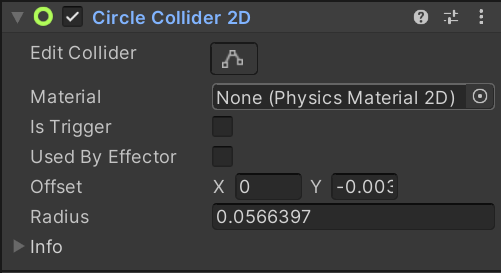 Circle Collider 2D
Edit Collider
Material None (Physics Material 2D)
Is Trigger
Used By Effector
Offset X 0 Y -0.003
Radius 0.0566397
Info